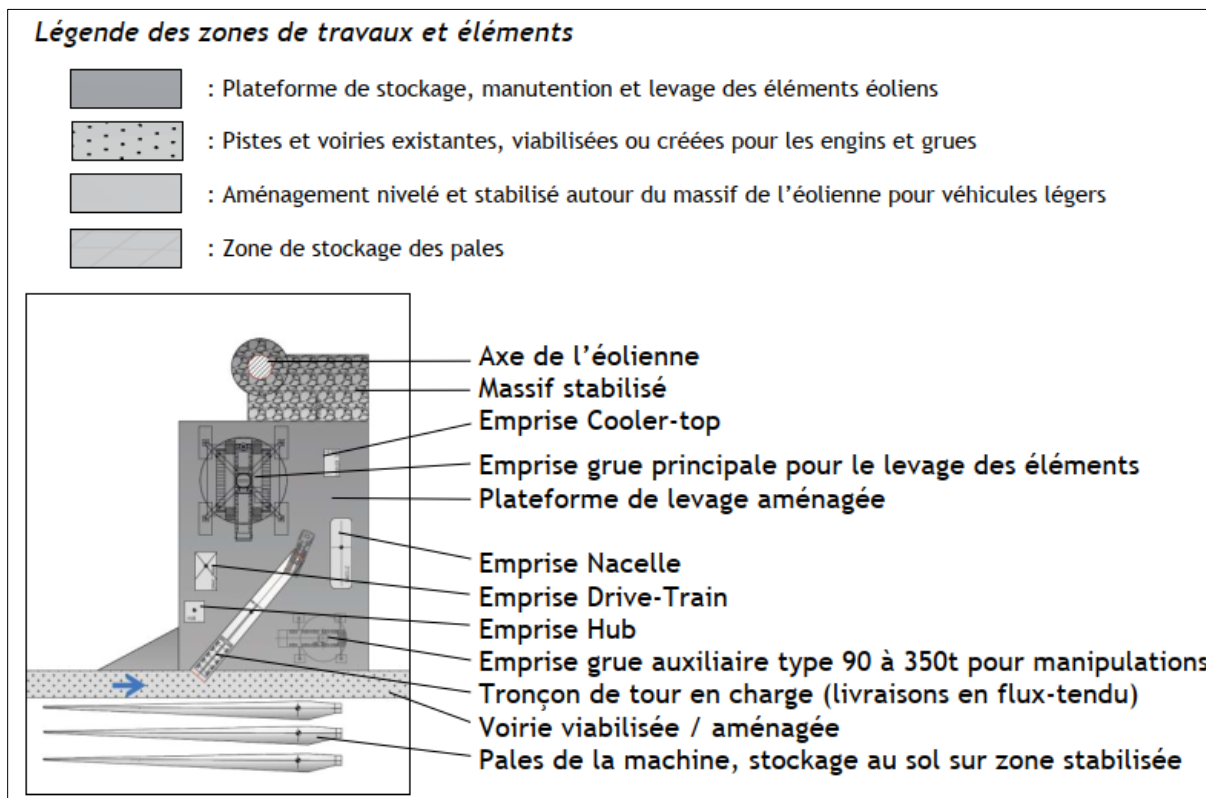 Légende des zones de travaux et éléments
: Plateforme de stockage, manutention et levage des éléments éoliens
: Pistes et voiries existantes, viabilisées ou créées pour les engins et grues
: Aménagement nivelé et stabilisé autour du massif de l'éolienne pour véhicules légers
: Zone de stockage des pales
Axe de l'éolienne
Massif stabilisé
Emprise Cooler-top
Emprise grue principale pour le levage des éléments
Plateforme de levage aménagée
Emprise Nacelle
Emprise Drive-Train
Emprise Hub
Emprise grue auxiliaire type 90 à 350t pour manipulations
Tronçon de tour en charge (livraisons en flux-tendu)
Voirie viabilisée / aménagée
Pales de la machine, stockage au sol sur zone stabilisée